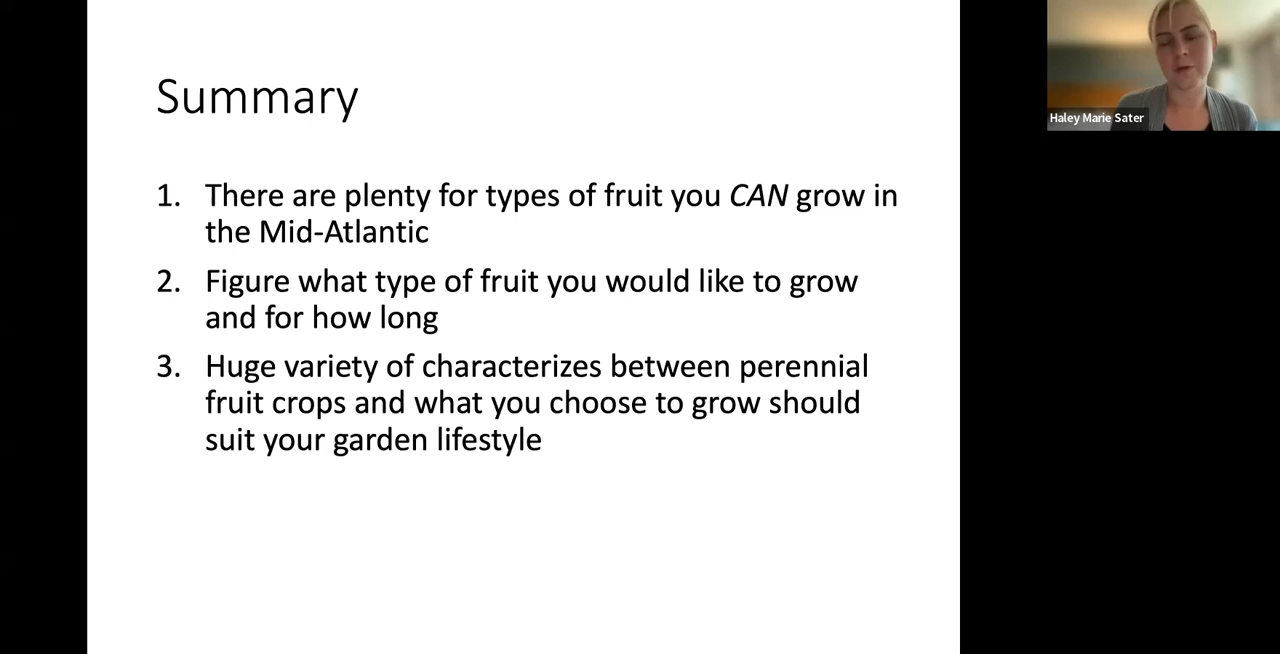 Summary
1. There are plenty for types of fruit you CAN grow in
the Mid-Atlantic
2. Figure what type of fruit you would like to grow
and for how long
3. Huge variety of characterizes between perennial
fruit crops and what you choose to grow should
suit your garden lifestyle
Haley Marie Sater